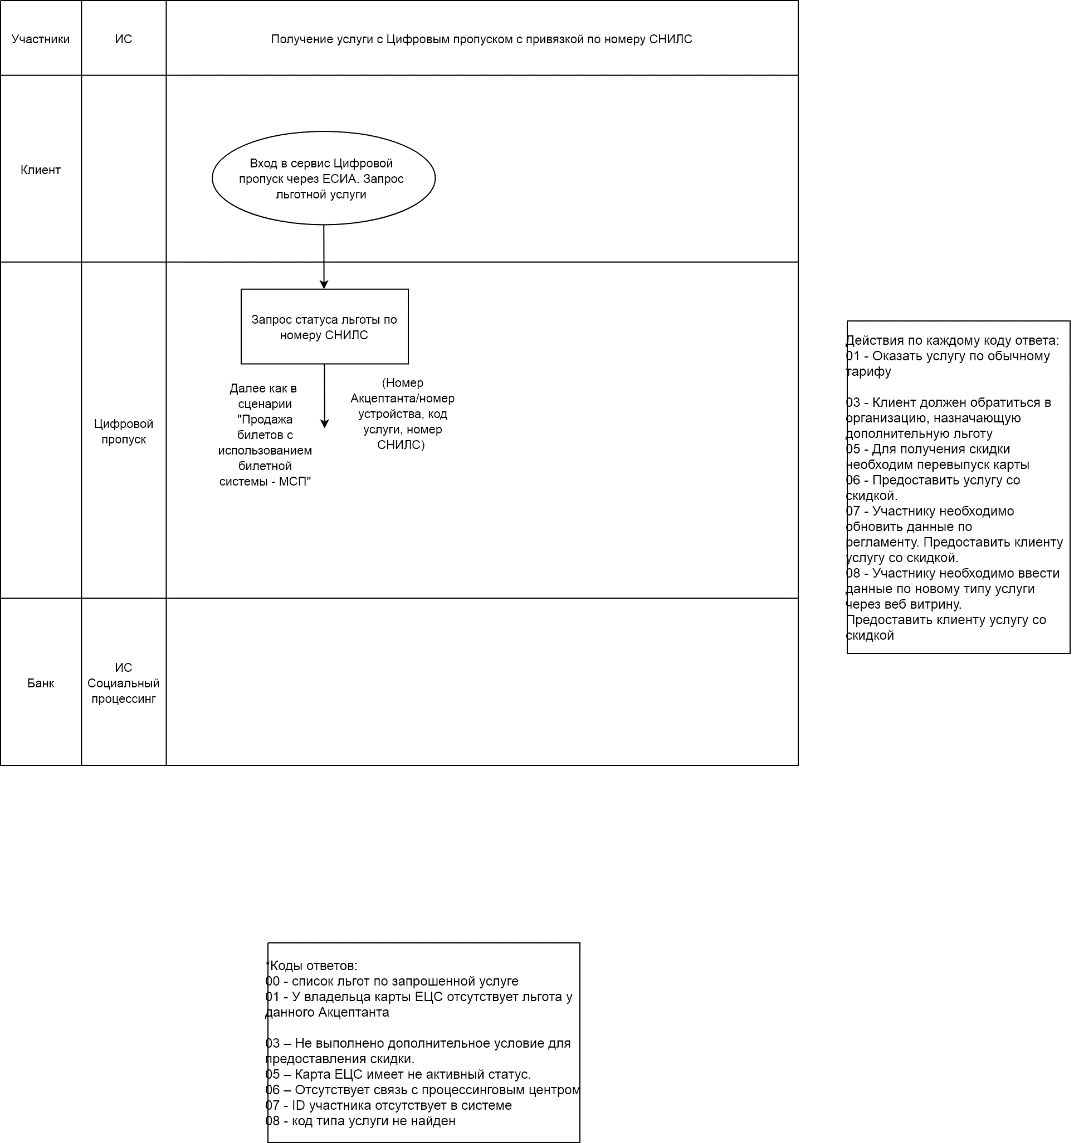 Участники
ИС
Получение услуги с Цифровым пропуском с привязкой по номеру СНИЛС
Клиент
Вход в сервис Цифровой
пропуск через ЕСИА. Запрос
льготной услуги
Цифровой
пропуск
Запрос статуса льготы по
номеру СНИЛС
Далее как в
сценарии
"Продажа
билетов с
использованием
билетной
системы - МСП"
(Номер
Акцептанта/номер
устройства, код
услуги, номер
СНИЛС)
Банк
ИС
Социальный
процессинг
Действия по каждому коду ответа:
01 - Оказать услугу по обычному
тарифу
03 - Клиент должен обратиться в
организацию, назначающую
дополнительную льготу
05 - Для получения скидки
необходим перевыпуск карты
06 - Предоставить услугу со
скидкой.
07 - Участнику необходимо
обновить данные по
регламенту. Предоставить клиенту
услугу со скидкой.
08 - Участнику необходимо ввести
данные по новому типу услуги
через веб витрину.
Предоставить клиенту услугу со
скидкой
*Коды ответов:
00 - список льгот по запрошенной услуге
01 - У владельца карты ЕЦС отсутствует льгота у
данного Акцептанта
03 – Не выполнено дополнительное условие для
предоставления скидки.
05 – Карта ЕЦС имеет не активный статус.
06 – Отсутствует связь с процессинговым центром
07 - ID участника отсутствует в системе
08 - код типа услуги не найден